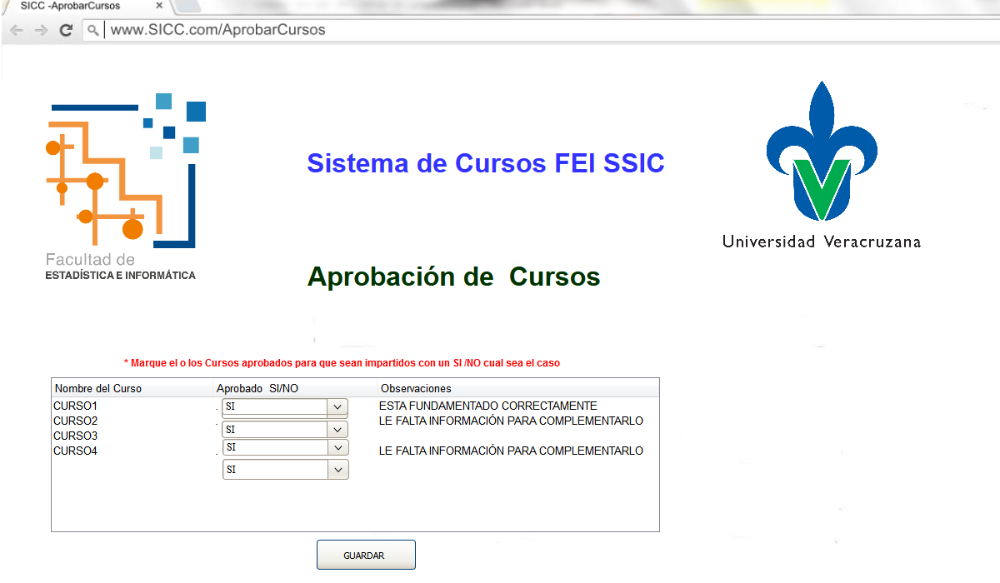 SICC -AprobarCursos
www.SICC.com/AprobarCursos
Sistema de Cursos FEI SSIC
Facultad de
ESTADÍSTICA E INFORMÁTICA
Universidad Veracruzana
Aprobación de Cursos
* Marque el o los Cursos aprobados para que sean impartidos con un SI /NO cual sea el caso
Nombre del Curso Aprobado SI/NO Observaciones
CURSO1 . SI ESTA FUNDAMENTADO CORRECTAMENTE
CURSO2 . SI LE FALTA INFORMACIÓN PARA COMPLEMENTARLO
CURSO3 SI
CURSO4 . SI LE FALTA INFORMACIÓN PARA COMPLEMENTARLO
GUARDAR